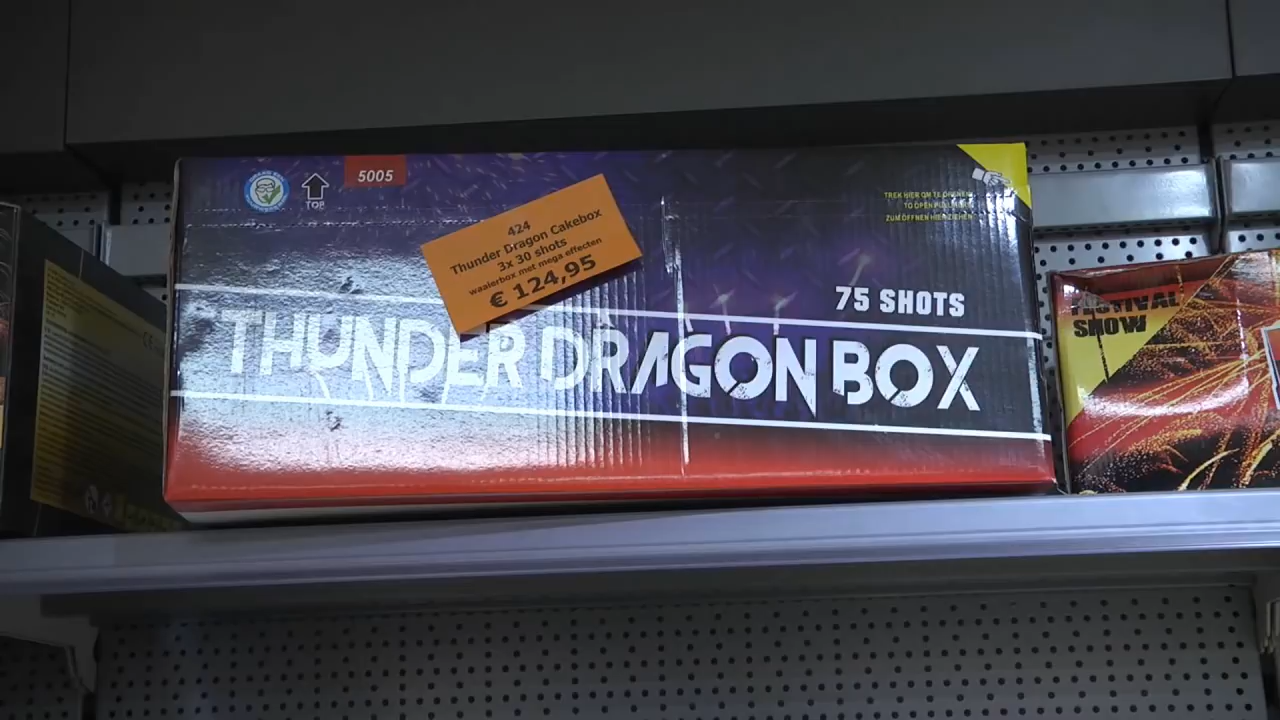 5005
TOP
424
Thunder Dragon Cakebox
3x 30 shots
waaierbox met mega effecten
€ 124,95
TREK HIER OM TE OPENEN
TO OPEN PULL HERE
ZUM ÖFFNEN HIER ZIEHEN
75 SHOTS
THUNDER DRAGON BOX
FESTIVAL
SHOW
CE